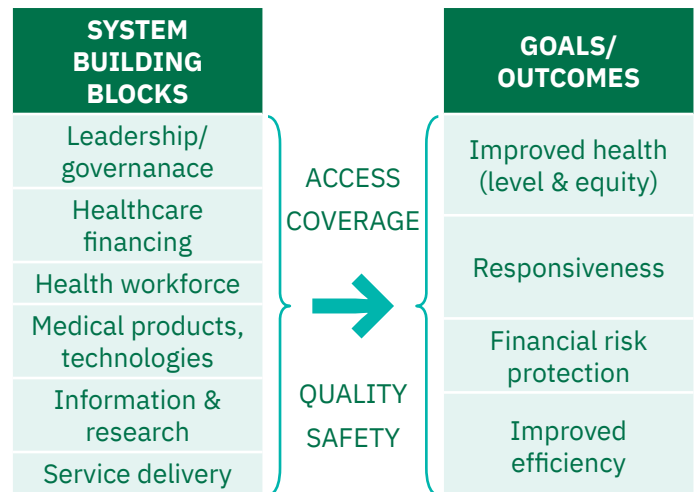 SYSTEM
BUILDING
BLOCKS
Leadership/
governanace
Healthcare
financing
Health workforce
Medical products,
technologies
Information &
research
Service delivery
ACCESS
COVERAGE
QUALITY
SAFETY
GOALS/
OUTCOMES
Improved health
(level & equity)
Responsiveness
Financial risk
protection
Improved
efficiency